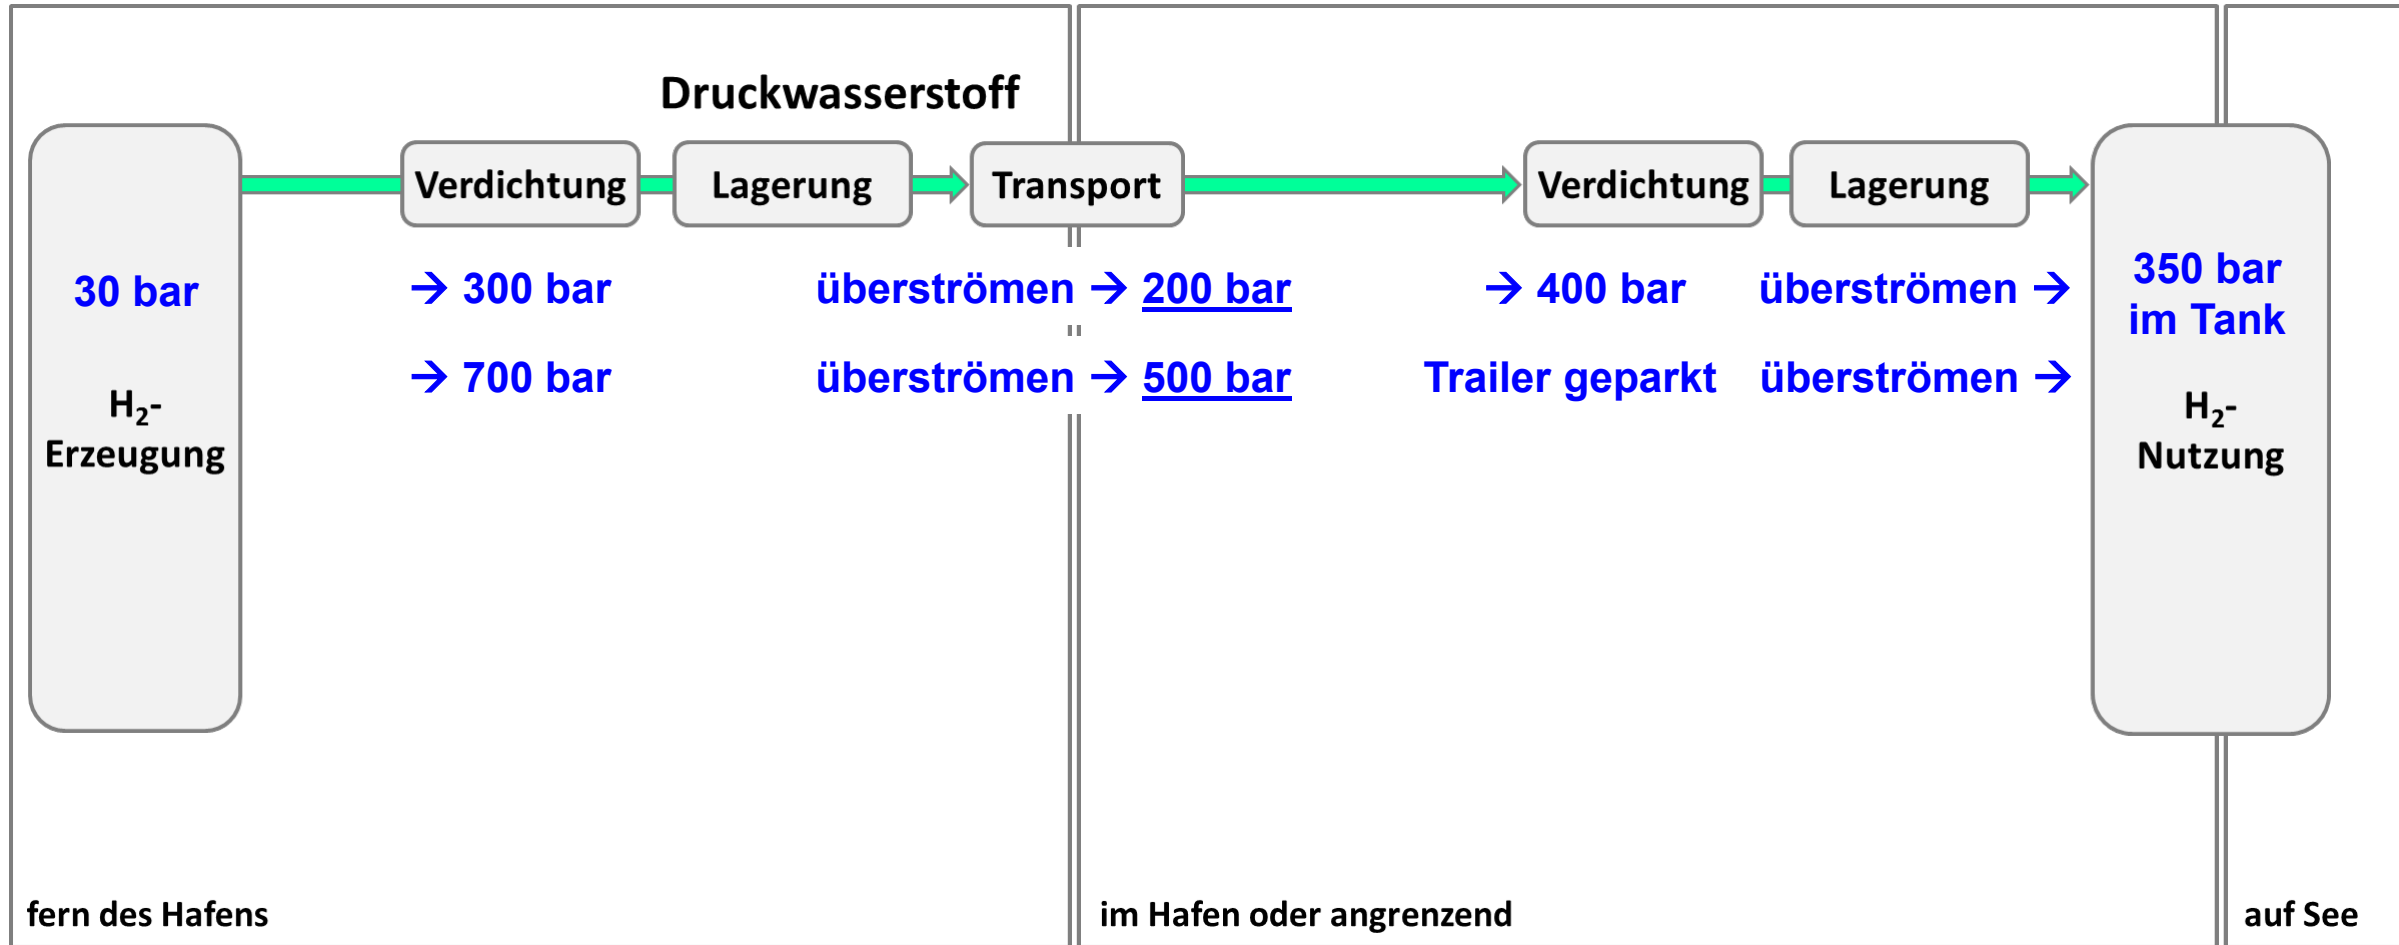 Druckwasserstoff
Verdichtung
Lagerung
Transport
Verdichtung
Lagerung
30 bar
H₂-
Erzeugung
→ 300 bar
überströmen → 200 bar
→ 400 bar
überströmen →
→ 700 bar
überströmen → 500 bar
Trailer geparkt
überströmen →
350 bar
im Tank
H₂-
Nutzung
fern des Hafens
im Hafen oder angrenzend
auf See